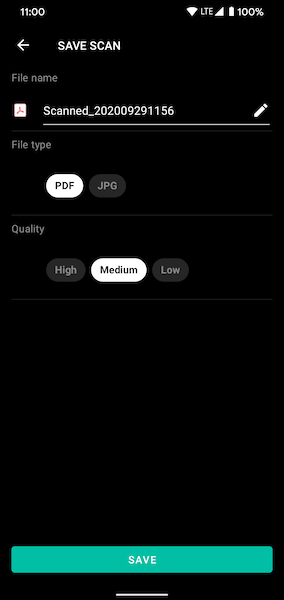 11:00 LTE 100%
SAVE SCAN
File name
Scanned_202009291156
File type
PDF JPG
Quality
High Medium Low
SAVE